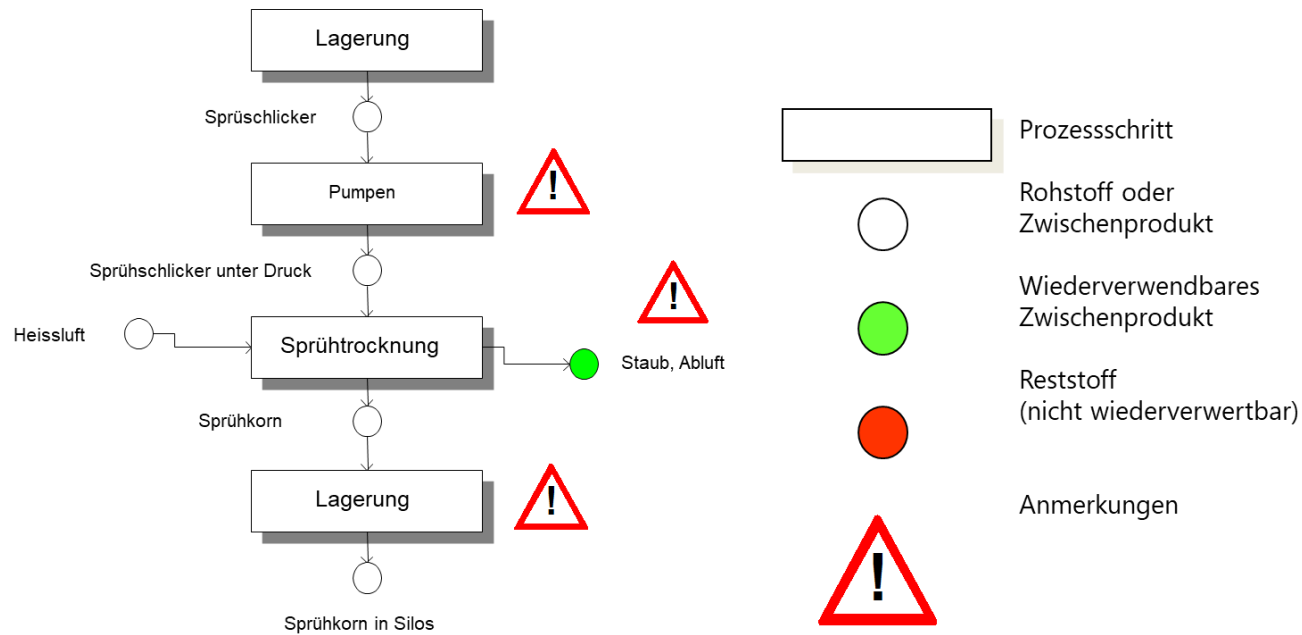 Lagerung
Sprüschlicker
Pumpen
!
Sprühschlicker unter Druck
!
Heissluft
Sprühtrocknung
Staub, Abluft
Sprühkorn
Lagerung
!
Sprühkorn in Silos
Prozessschritt
Rohstoff oder
Zwischenprodukt
Wiederverwendbares
Zwischenprodukt
Reststoff
(nicht wiederverwertbar)
Anmerkungen
!